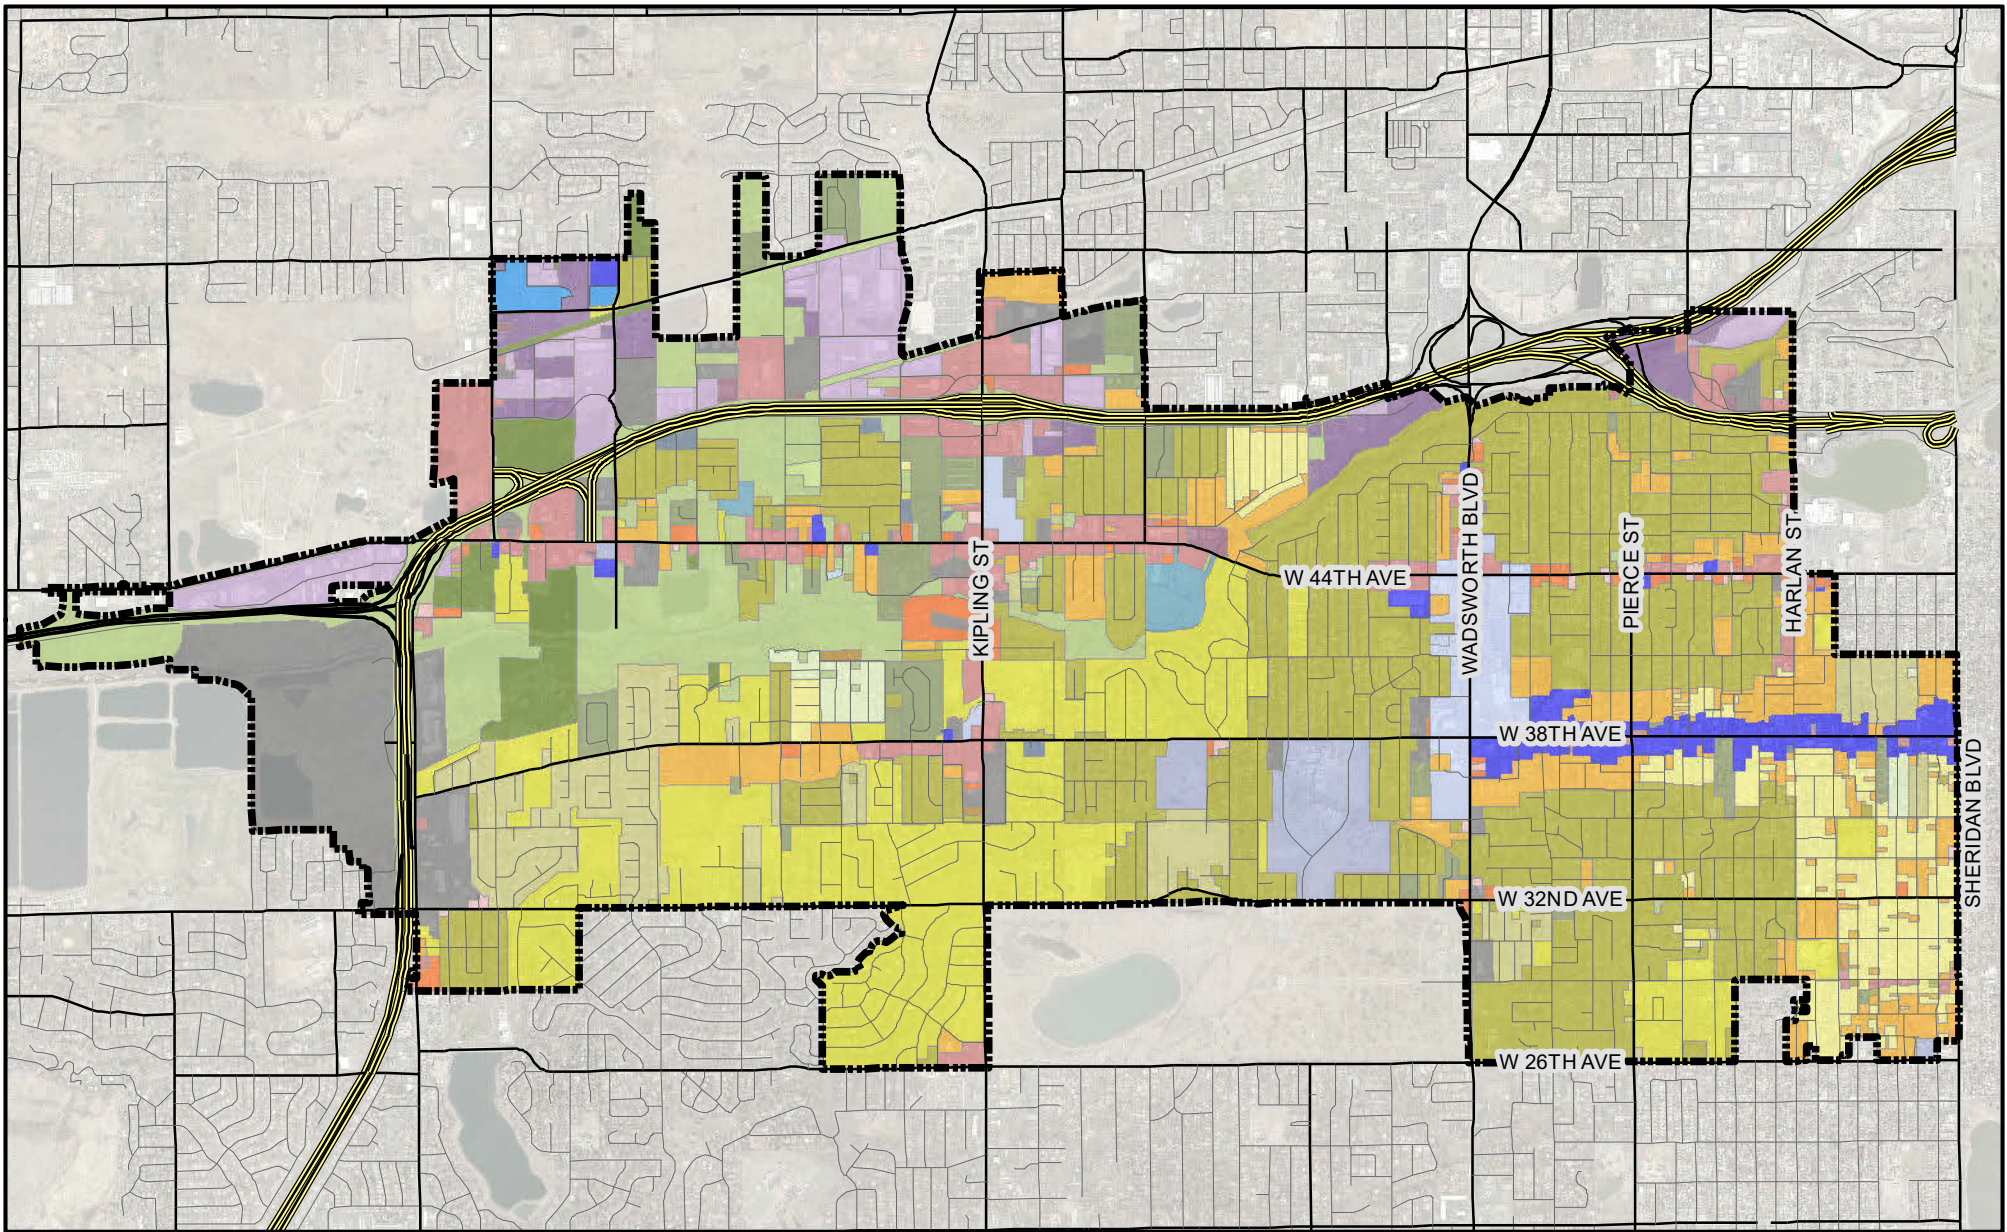 W 44TH AVE
KIPLING ST
WADSWORTH BLVD
PIERCE ST
HARLAN ST
W 38TH AVE
SHERIDAN BLVD
W 32ND AVE
W 26TH AVE